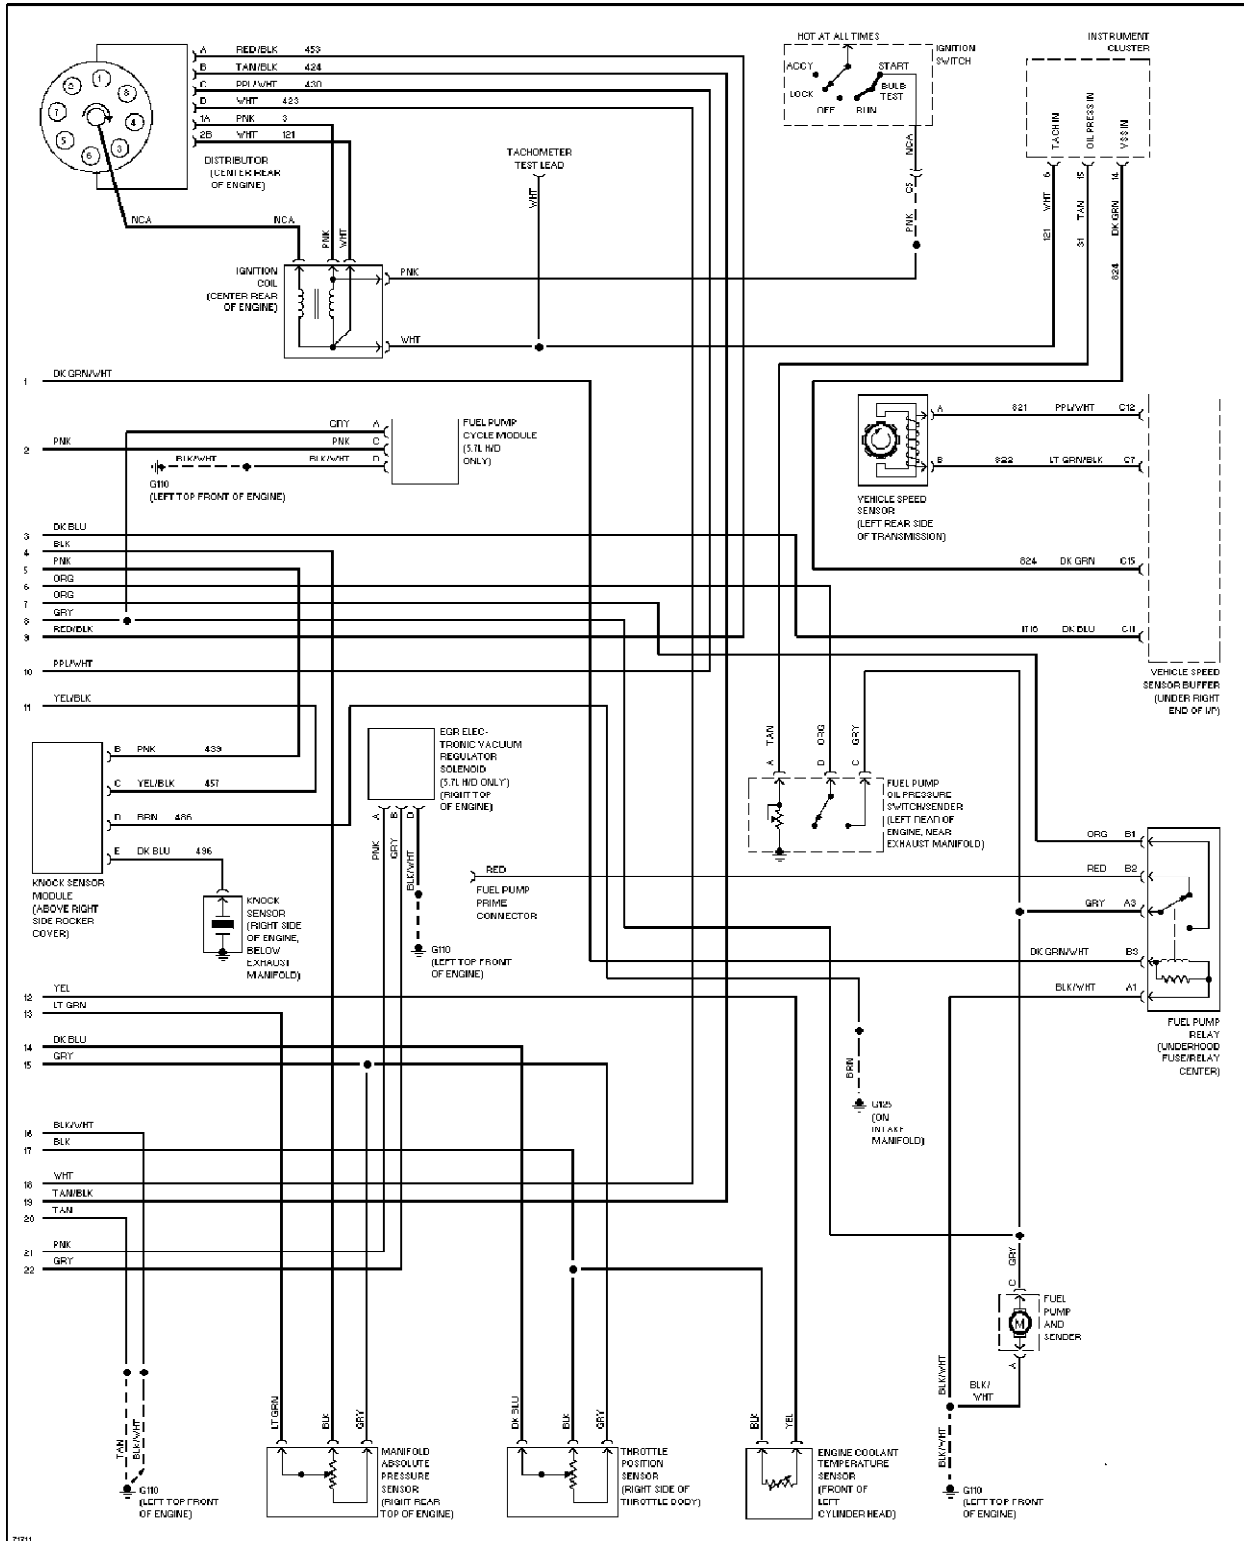 A RED/BLK 453
B TAN/BLK 424
C PPL/WHT 430
D WHT 423
1A PNK 3
2B WHT 121
1
2
8
7
4
5
6
3
DISTRIBUTOR
(CENTER REAR
OF ENGINE)
NCA
NCA
PNK
WHT
IGNITION
COIL
(CENTER REAR
OF ENGINE)
PNK
WHT
TACHOMETER
TEST LEAD
WHT
HOT AT ALL TIMES
IGNITION
SWITCH
ACCY
START
LOCK
BULB
TEST
OFF
RUN
NCA
C5
PNK
INSTRUMENT
CLUSTER
TACH IN
OIL PRESS IN
VSS IN
6
15
14
WHT
TAN
DK GRN
121
31
824
1 DK GRN/WHT
2 PNK
GRY A
PNK C
BLK/WHT
BLK/WHT D
FUEL PUMP
CYCLE MODULE
(5.7L H/D
ONLY)
G110
(LEFT TOP FRONT OF ENGINE)
A 821 PPL/WHT C12
B 822 LT GRN/BLK C7
VEHICLE SPEED
SENSOR
(LEFT REAR SIDE
OF TRANSMISSION)
824 DK GRN C15
1716 DK BLU C11
VEHICLE SPEED
SENSOR BUFFER
(UNDER RIGHT
END OF I/P)
3 DK BLU
4 BLK
5 PNK
6 ORG
7 ORG
8 GRY
9 RED/BLK
10 PPL/WHT
11 YEL/BLK
B PNK 439
C YEL/BLK 457
D BRN 486
E DK BLU 496
KNOCK SENSOR
MODULE
(ABOVE RIGHT
SIDE ROCKER
COVER)
KNOCK
SENSOR
(RIGHT SIDE
OF ENGINE,
BELOW
EXHAUST
MANIFOLD)
EGR ELEC-
TRONIC VACUUM
REGULATOR
SOLENOID
(5.7L H/D ONLY)
(RIGHT TOP
OF ENGINE)
A
B
D
PNK
GRY
BLK/WHT
G110
(LEFT TOP FRONT
OF ENGINE)
RED
FUEL PUMP
PRIME
CONNECTOR
A TAN
D ORG
C GRY
FUEL PUMP
OIL PRESSURE
SWITCH/SENDER
(LEFT REAR OF
ENGINE, NEAR
EXHAUST MANIFOLD)
ORG B1
RED B2
GRY A3
DK GRN/WHT B3
BLK/WHT A1
FUEL PUMP
RELAY
(UNDERHOOD
FUSE/RELAY
CENTER)
BRN
G125
(ON
INTAKE
MANIFOLD)
12 YEL
13 LT GRN
14 DK BLU
15 GRY
16 BLK/WHT
17 BLK
18 WHT
19 TAN/BLK
20 TAN
21 PNK
22 GRY
GRY
C
M
FUEL
PUMP
AND
SENDER
A
BLK/
WHT
BLK/WHT
BLK/WHT
TAN
BLK/WHT
G110
(LEFT TOP FRONT
OF ENGINE)
LT GRN
BLK
GRY
MANIFOLD
ABSOLUTE
PRESSURE
SENSOR
(RIGHT REAR
TOP OF ENGINE)
DK BLU
BLK
GRY
THROTTLE
POSITION
SENSOR
(RIGHT SIDE OF
THROTTLE BODY)
BLK
YEL
ENGINE COOLANT
TEMPERATURE
SENSOR
(FRONT OF
LEFT
CYLINDER HEAD)
G110
(LEFT TOP FRONT
OF ENGINE)